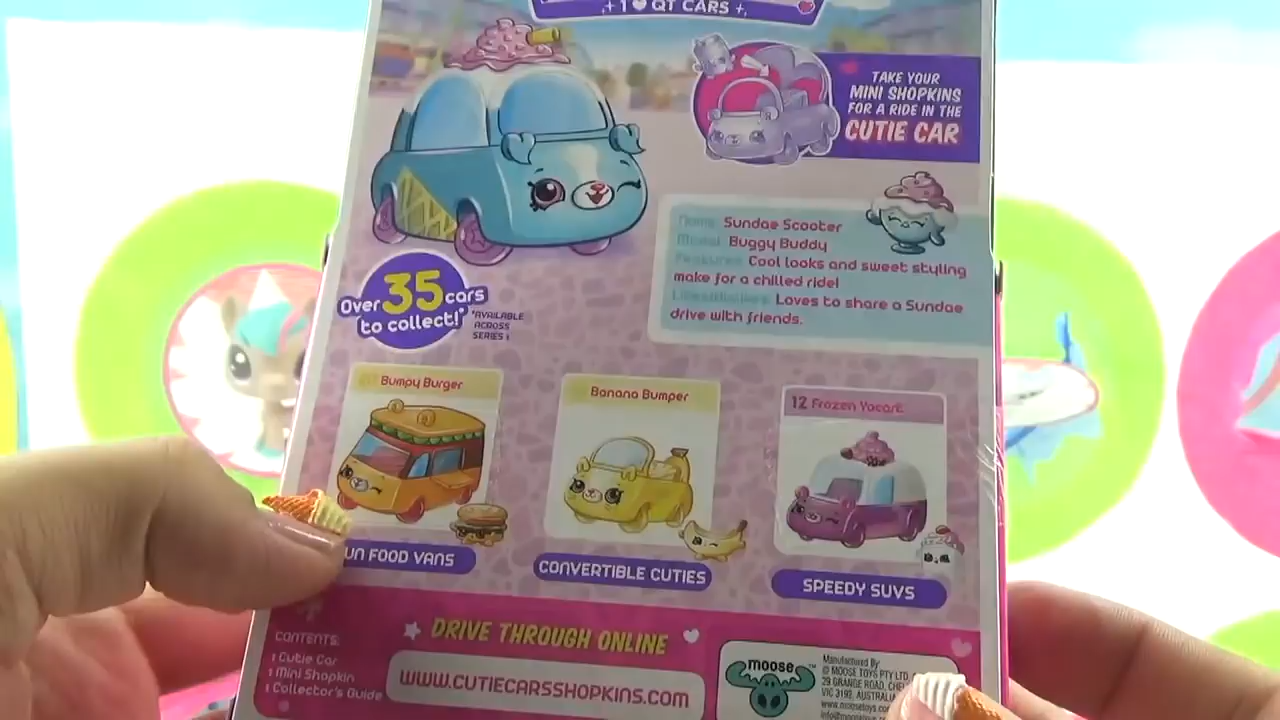 1 ♥ QT CARS
TAKE YOUR
MINI SHOPKINS
FOR A RIDE IN THE
CUTIE CAR
Name: Sundae Scooter
Model: Buggy Buddy
Features: Cool looks and sweet styling
make for a chilled ride!
Loves to share a Sundae
drive with friends.
Over 35 cars
to collect!*
*AVAILABLE
ACROSS
SERIES 1
Bumpy Burger
Banana Bumper
12 Frozen Yocart
UN FOOD VANS
CONVERTIBLE CUTIES
SPEEDY SUVS
CONTENTS:
1 Cutie Car
1 Mini Shopkin
1 Collector's Guide
DRIVE THROUGH ONLINE
WWW.CUTIECARSSHOPKINS.COM
moose™
Manufactured By
© MOOSE TOYS PTY LTD,
29 GRANGE ROAD,
VIC 3192, AUSTRALIA